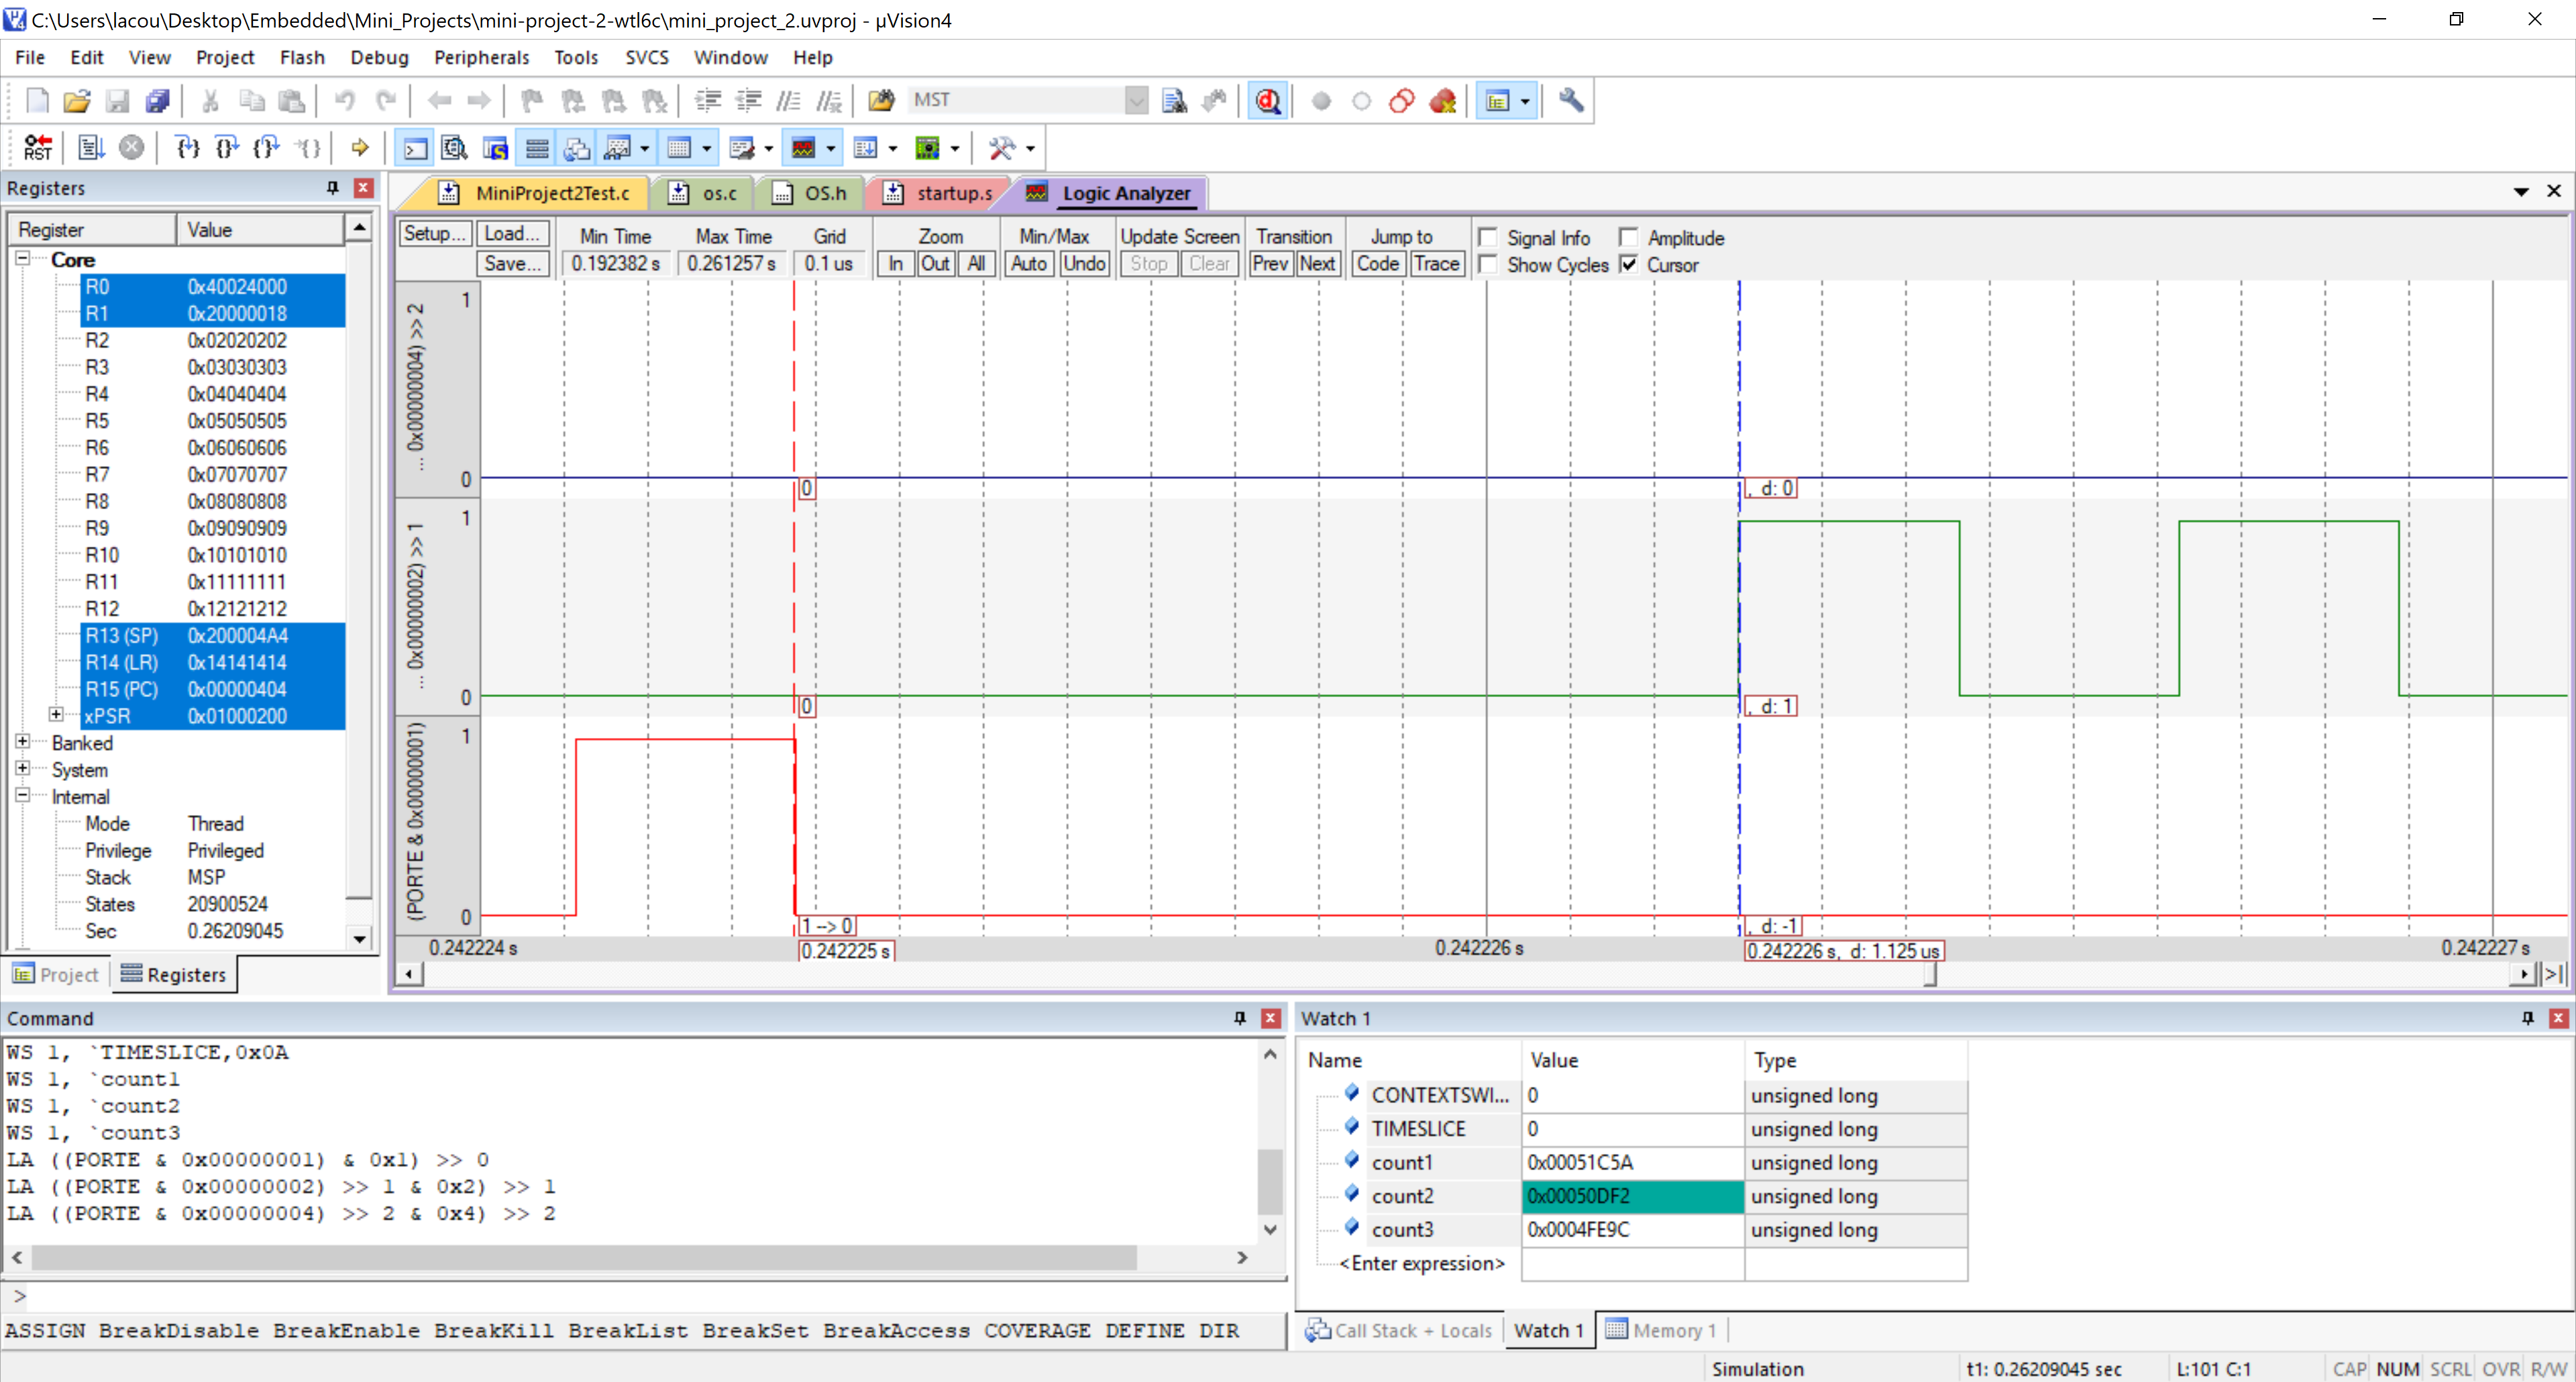 C:\Users\lacou\Desktop\Embedded\Mini_Projects\mini-project-2-wtl6c\mini_project_2.uvproj - µVision4
File Edit View Project Flash Debug Peripherals Tools SVCS Window Help
MST
RST
Registers
MiniProject2Test.c os.c OS.h startup.s Logic Analyzer
Register Value
Core
R0 0x40024000
R1 0x20000018
R2 0x02020202
R3 0x03030303
R4 0x04040404
R5 0x05050505
R6 0x06060606
R7 0x07070707
R8 0x08080808
R9 0x09090909
R10 0x10101010
R11 0x11111111
R12 0x12121212
R13 (SP) 0x200004A4
R14 (LR) 0x14141414
R15 (PC) 0x00000404
xPSR 0x01000200
Banked
System
Internal
Mode Thread
Privilege Privileged
Stack MSP
States 20900524
Sec 0.26209045
Project Registers
Setup... Load... Min Time Max Time Grid Zoom Min/Max Update Screen Transition Jump to Signal Info Amplitude
Save... 0.192382 s 0.261257 s 0.1 us In Out All Auto Undo Stop Clear Prev Next Code Trace Show Cycles Cursor
... 0x00000004) >> 2
1
0
0 , d: 0
... 0x00000002) >> 1
1
0
0 , d: 1
(PORTE & 0x00000001)
1
0
1 --> 0 , d: -1
0.242224 s 0.242225 s 0.242226 s 0.242226 s, d: 1.125 us 0.242227 s
>|
Command
WS 1, `TIMESLICE,0x0A
WS 1, `count1
WS 1, `count2
WS 1, `count3
LA ((PORTE & 0x00000001) & 0x1) >> 0
LA ((PORTE & 0x00000002) >> 1 & 0x2) >> 1
LA ((PORTE & 0x00000004) >> 2 & 0x4) >> 2
>
ASSIGN BreakDisable BreakEnable BreakKill BreakList BreakSet BreakAccess COVERAGE DEFINE DIR
Watch 1
Name Value Type
CONTEXTSWI... 0 unsigned long
TIMESLICE 0 unsigned long
count1 0x00051C5A unsigned long
count2 0x00050DF2 unsigned long
count3 0x0004FE9C unsigned long
<Enter expression>
Call Stack + Locals Watch 1 Memory 1
Simulation t1: 0.26209045 sec L:101 C:1 CAP NUM SCRL OVR R/W